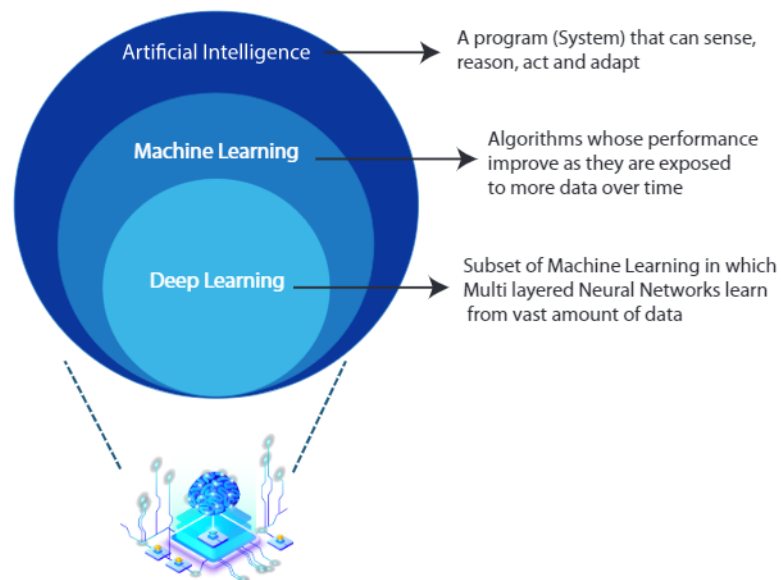 Artificial Intelligence
A program (System) that can sense,
reason, act and adapt
Machine Learning
Algorithms whose performance
improve as they are exposed
to more data over time
Deep Learning
Subset of Machine Learning in which
Multi layered Neural Networks learn
from vast amount of data